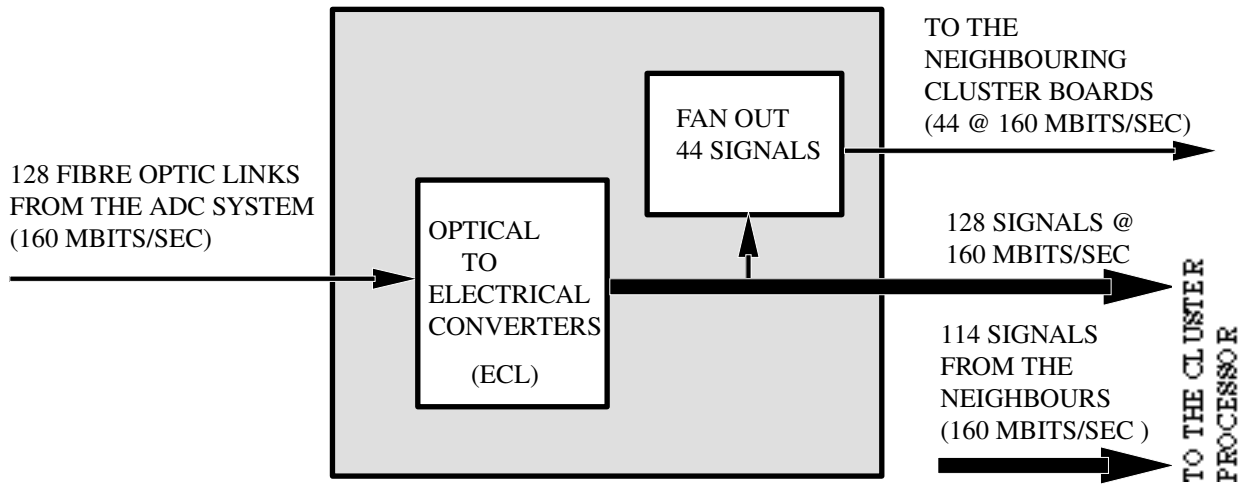 128 FIBRE OPTIC LINKS
FROM THE ADC SYSTEM
(160 MBITS/SEC)
OPTICAL
TO
ELECTRICAL
CONVERTERS
(ECL)
FAN OUT
44 SIGNALS
TO THE
NEIGHBOURING
CLUSTER BOARDS
(44 @ 160 MBITS/SEC)
128 SIGNALS @
160 MBITS/SEC
114 SIGNALS
FROM THE
NEIGHBOURS
(160 MBITS/SEC )
TO THE CLUSTER
PROCESSOR